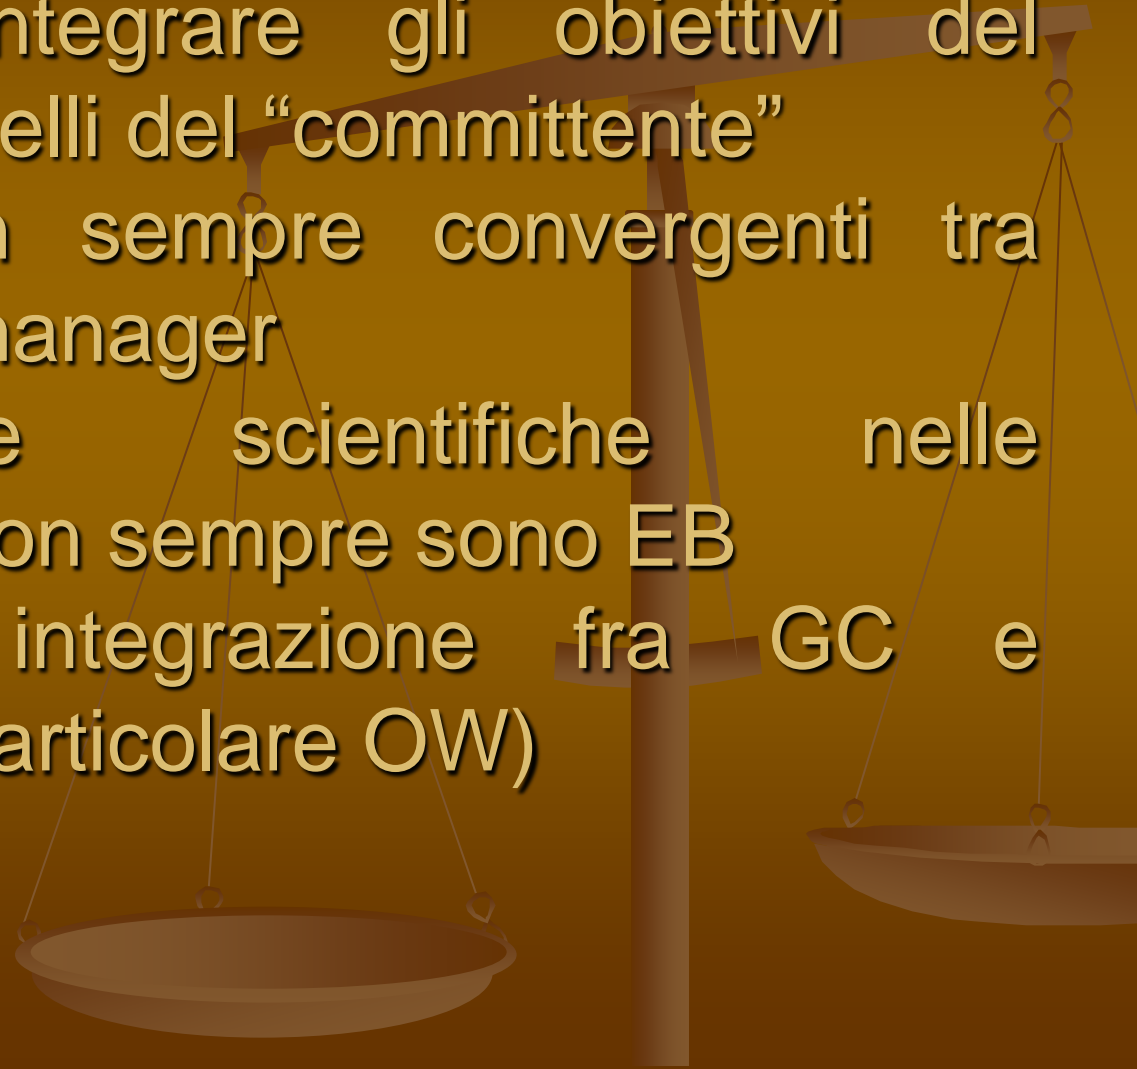 ntegrare gli obiettivi del
elli del “committente”
sempre convergenti tra
anager
e scientifiche nelle
on sempre sono EB
integrazione fra GC e
articolare OW)